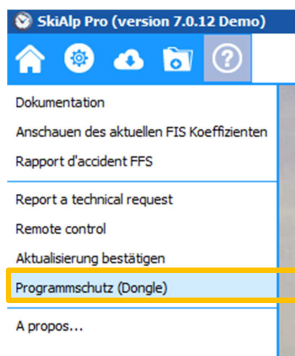 SkiAlp Pro (version 7.0.12 Demo)
Dokumentation
Anschauen des aktuellen FIS Koeffizienten
Rapport d'accident FFS
Report a technical request
Remote control
Aktualisierung bestätigen
Programmschutz (Dongle)
A propos...